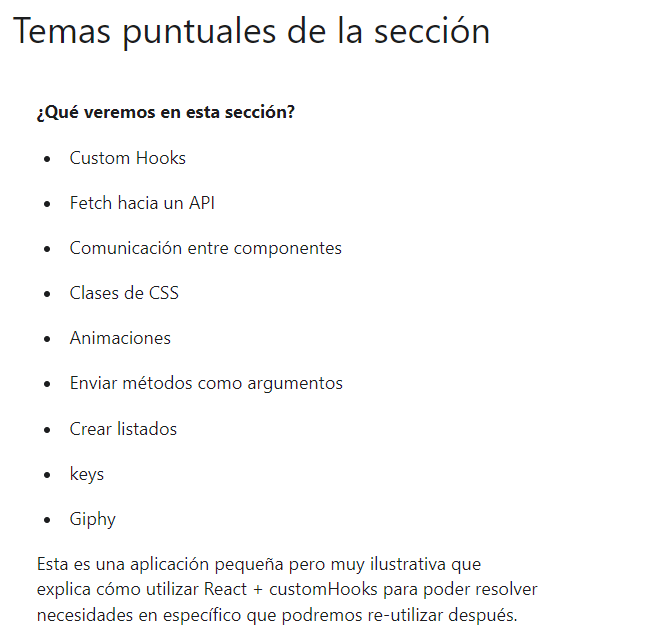 Temas puntuales de la sección
¿Qué veremos en esta sección?
• Custom Hooks
• Fetch hacia un API
• Comunicación entre componentes
• Clases de CSS
• Animaciones
• Enviar métodos como argumentos
• Crear listados
• keys
• Giphy
Esta es una aplicación pequeña pero muy ilustrativa que
explica cómo utilizar React + customHooks para poder resolver
necesidades en específico que podremos re-utilizar después.